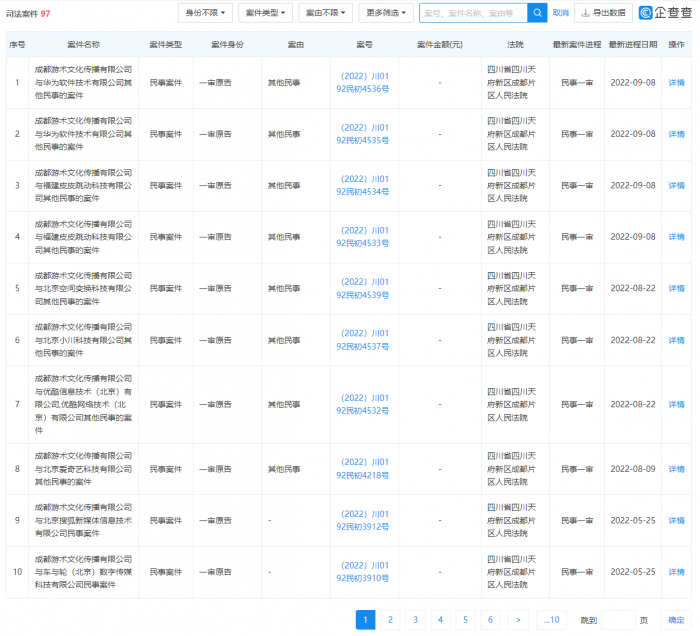 司法案件 97
身份不限 案件类型 案由不限 更多筛选 案号、案件名称、案由等 取消 导出数据 企查查
序号 案件名称 案件类型 案件身份 案由 案号 案件金额(元) 法院 最新案件进程 最新进程日期 操作
成都游术文化传播有限公司 (2022) 川01 四川省四川天
1 与华为软件技术有限公司其 民事案件 一审原告 其他民事 92民初4536号 - 府新区成都片 民事一审 2022-09-08 详情
他民事的案件 区人民法院
成都游术文化传播有限公司 (2022) 川01 四川省四川天
2 与华为软件技术有限公司其 民事案件 一审原告 其他民事 92民初4535号 - 府新区成都片 民事一审 2022-09-08 详情
他民事的案件 区人民法院
成都游术文化传播有限公司 (2022) 川01 四川省四川天
3 与福建皮皮跳动科技有限公 民事案件 一审原告 其他民事 92民初4534号 - 府新区成都片 民事一审 2022-09-08 详情
司其他民事的案件 区人民法院
成都游术文化传播有限公司 (2022) 川01 四川省四川天
4 与福建皮皮跳动科技有限公 民事案件 一审原告 其他民事 92民初4533号 - 府新区成都片 民事一审 2022-09-08 详情
司其他民事的案件 区人民法院
成都游术文化传播有限公司 (2022) 川01 四川省四川天
5 与北京空间变换科技有限公 民事案件 一审原告 其他民事 92民初4539号 - 府新区成都片 民事一审 2022-08-22 详情
司其他民事的案件 区人民法院
成都游术文化传播有限公司 (2022) 川01 四川省四川天
6 与北京小川科技有限公司其 民事案件 一审原告 其他民事 92民初4537号 - 府新区成都片 民事一审 2022-08-22 详情
他民事的案件 区人民法院
成都游术文化传播有限公司
与优酷信息技术（北京）有 (2022) 川01 四川省四川天
7 限公司,优酷网络技术（北 民事案件 一审原告 其他民事 92民初4532号 - 府新区成都片 民事一审 2022-08-22 详情
京）有限公司其他民事的案 区人民法院
件
成都游术文化传播有限公司 (2022) 川01 四川省四川天
8 与北京爱奇艺科技有限公司 民事案件 一审原告 其他民事 92民初4218号 - 府新区成都片 民事一审 2022-08-09 详情
其他民事的案件 区人民法院
成都游术文化传播有限公司 (2022) 川01 四川省四川天
9 与北京搜狐新媒体信息技术 民事案件 一审原告 - 92民初3912号 - 府新区成都片 民事一审 2022-05-25 详情
有限公司民事案件 区人民法院
成都游术文化传播有限公司 (2022) 川01 四川省四川天
10 与车与轮（北京）数字传媒 民事案件 一审原告 - 92民初3910号 - 府新区成都片 民事一审 2022-05-25 详情
科技有限公司民事案件 区人民法院
1 2 3 4 5 6 > ...10 跳到 页 确定